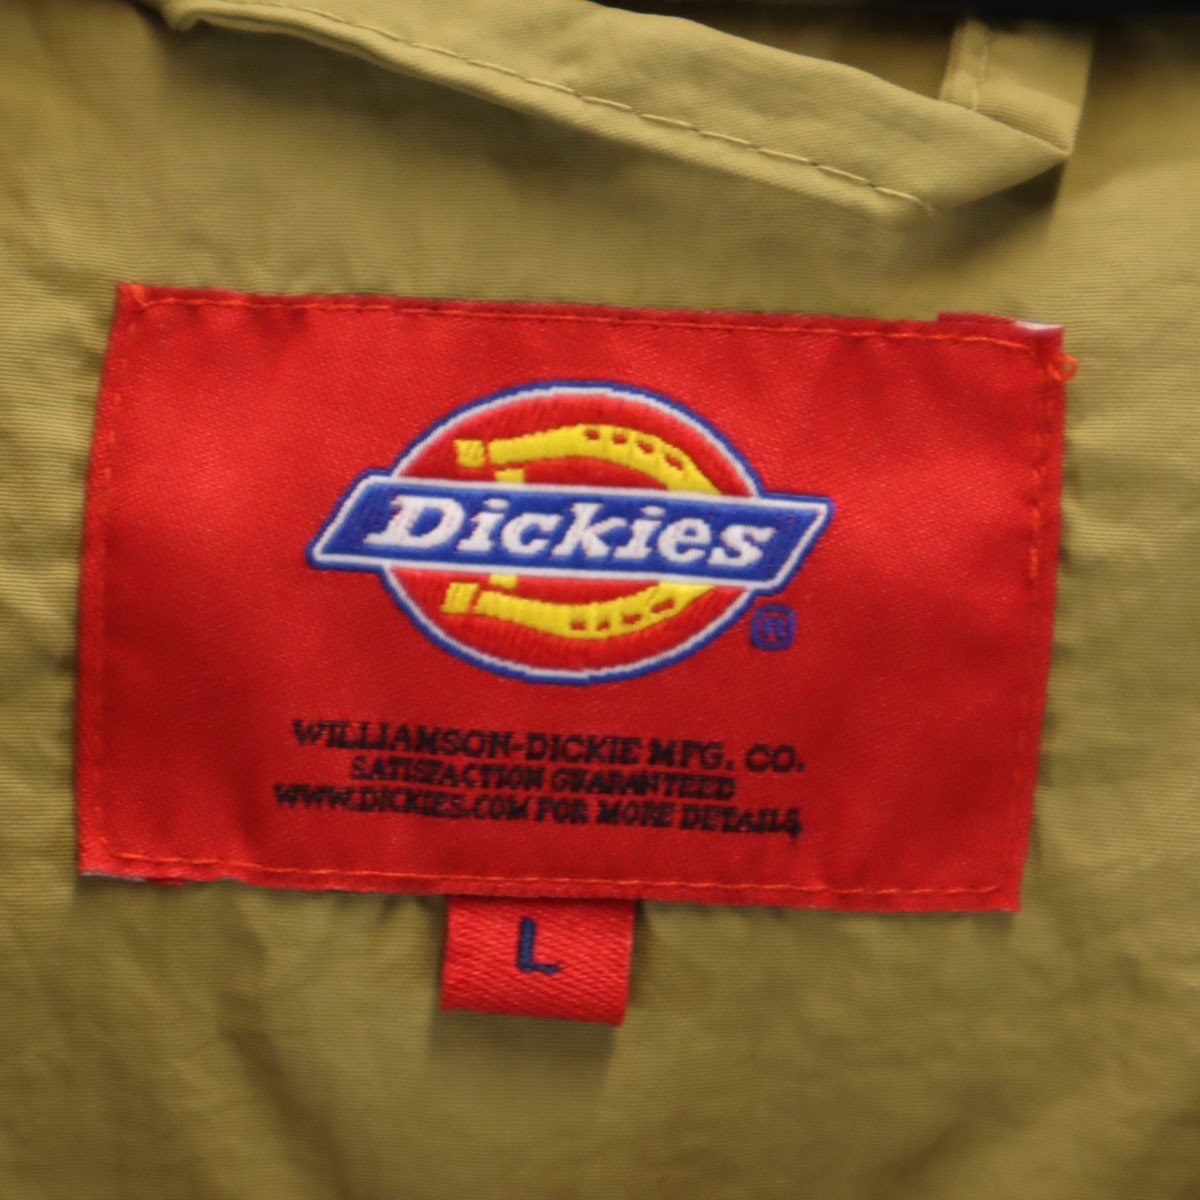 Dickies
®
WILLIAMSON-DICKIE MFG. CO.
SATISFACTION GUARANTEED
WWW.DICKIES.COM FOR MORE DETAILS
L